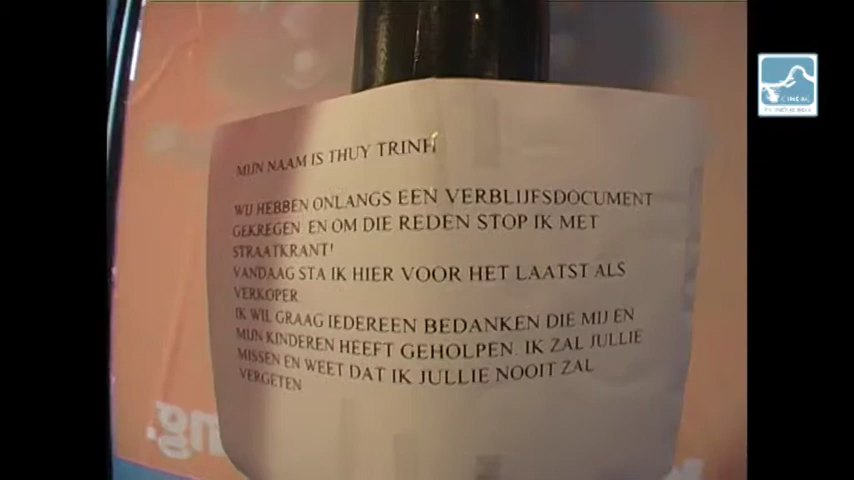 MIJN NAAM IS THUY TRINH
WIJ HEBBEN ONLANGS EEN VERBLIJFSDOCUMENT
GEKREGEN EN OM DIE REDEN STOP IK MET
STRAATKRANT!
VANDAAG STA IK HIER VOOR HET LAATST ALS
VERKOPER
IK WIL GRAAG IEDEREEN BEDANKEN DIE MIJ EN
MIJN KINDEREN HEEFT GEHOLPEN. IK ZAL JULLIE
MISSEN EN WEET DAT IK JULLIE NOOIT ZAL
VERGETEN